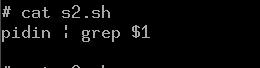 # cat s2.sh
pidin ¦ grep $1